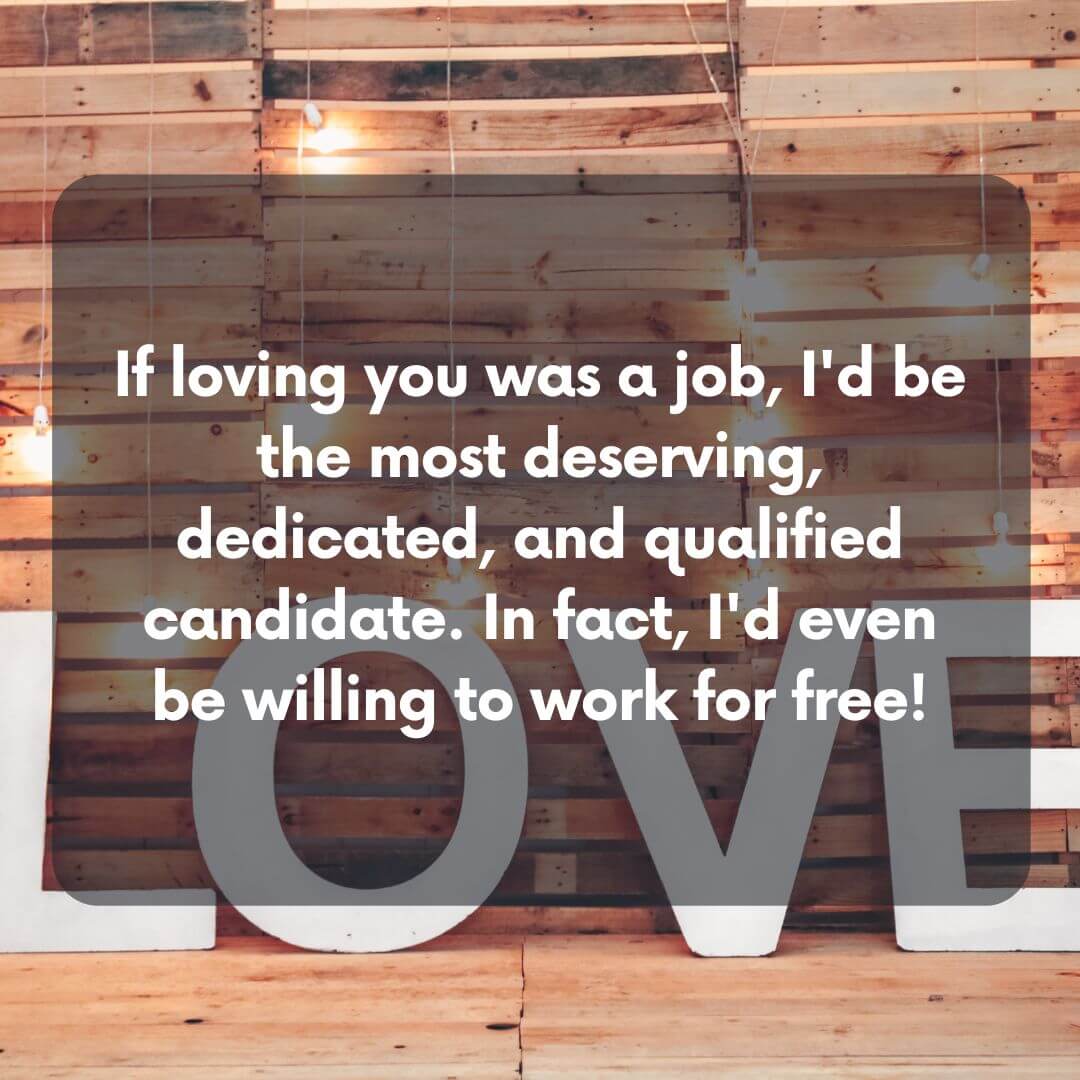 If loving you was a job, I'd be
the most deserving,
dedicated, and qualified
candidate. In fact, I'd even
be willing to work for free!
LOVE